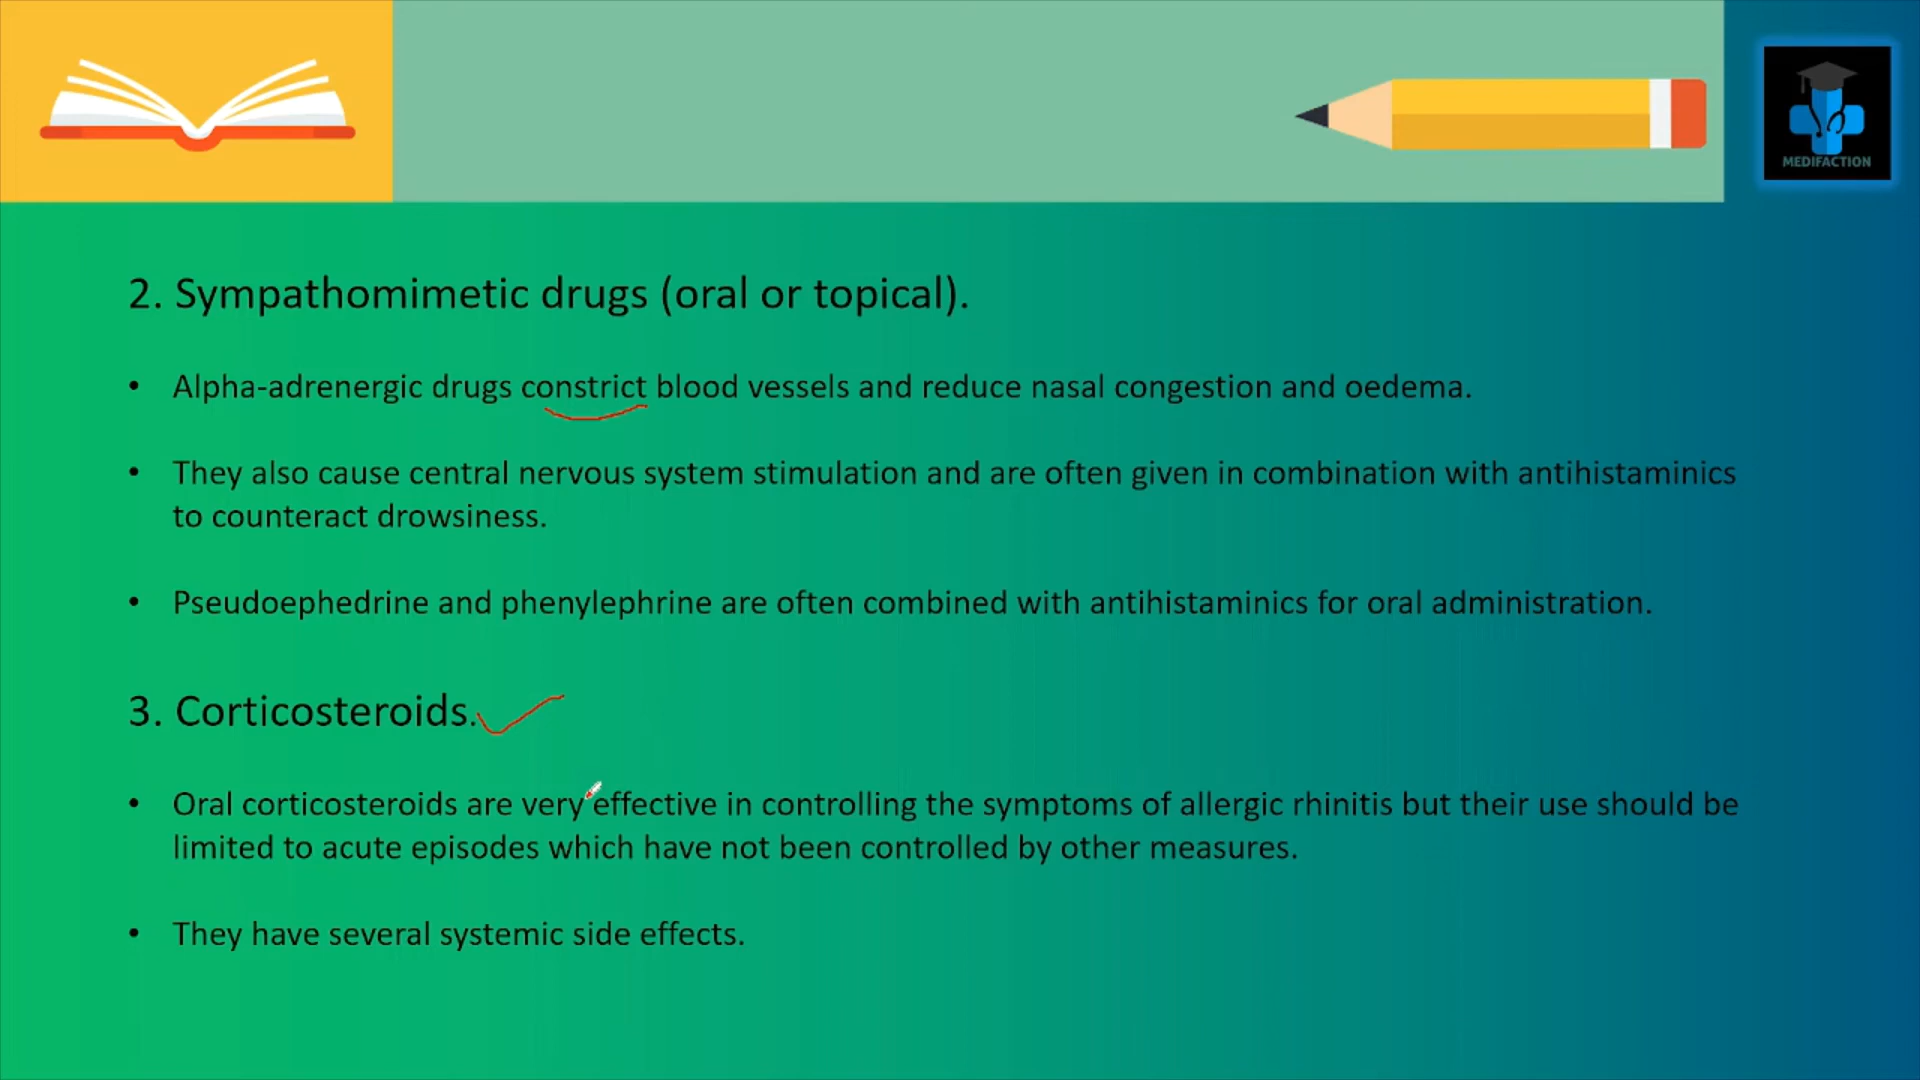 MEDIFACTION
2. Sympathomimetic drugs (oral or topical).
• Alpha-adrenergic drugs constrict blood vessels and reduce nasal congestion and oedema.
• They also cause central nervous system stimulation and are often given in combination with antihistaminics
to counteract drowsiness.
• Pseudoephedrine and phenylephrine are often combined with antihistaminics for oral administration.
3. Corticosteroids.
• Oral corticosteroids are very effective in controlling the symptoms of allergic rhinitis but their use should be
limited to acute episodes which have not been controlled by other measures.
• They have several systemic side effects.